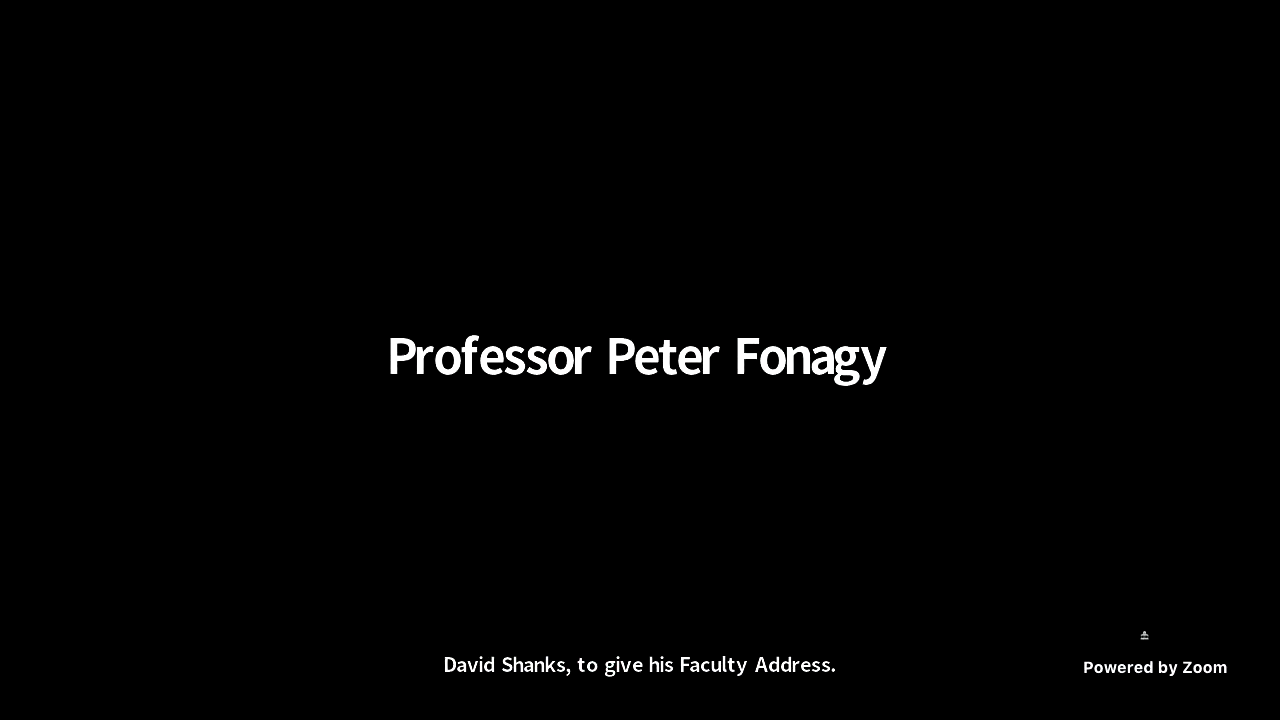 Professor Peter Fonagy
David Shanks, to give his Faculty Address.
Powered by Zoom